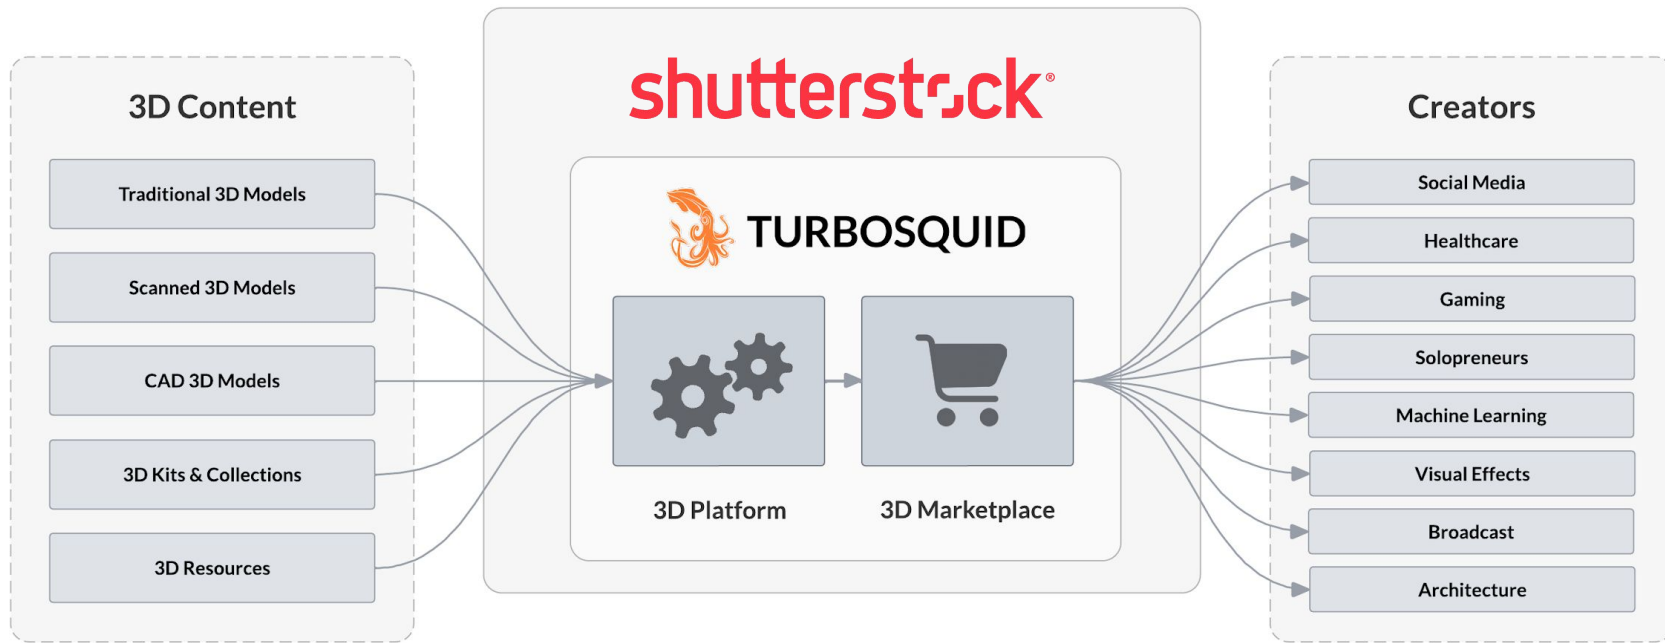 3D Content
Traditional 3D Models
Scanned 3D Models
CAD 3D Models
3D Kits & Collections
3D Resources
shutterstock®
TURBOSQUID
3D Platform
3D Marketplace
Creators
Social Media
Healthcare
Gaming
Solopreneurs
Machine Learning
Visual Effects
Broadcast
Architecture